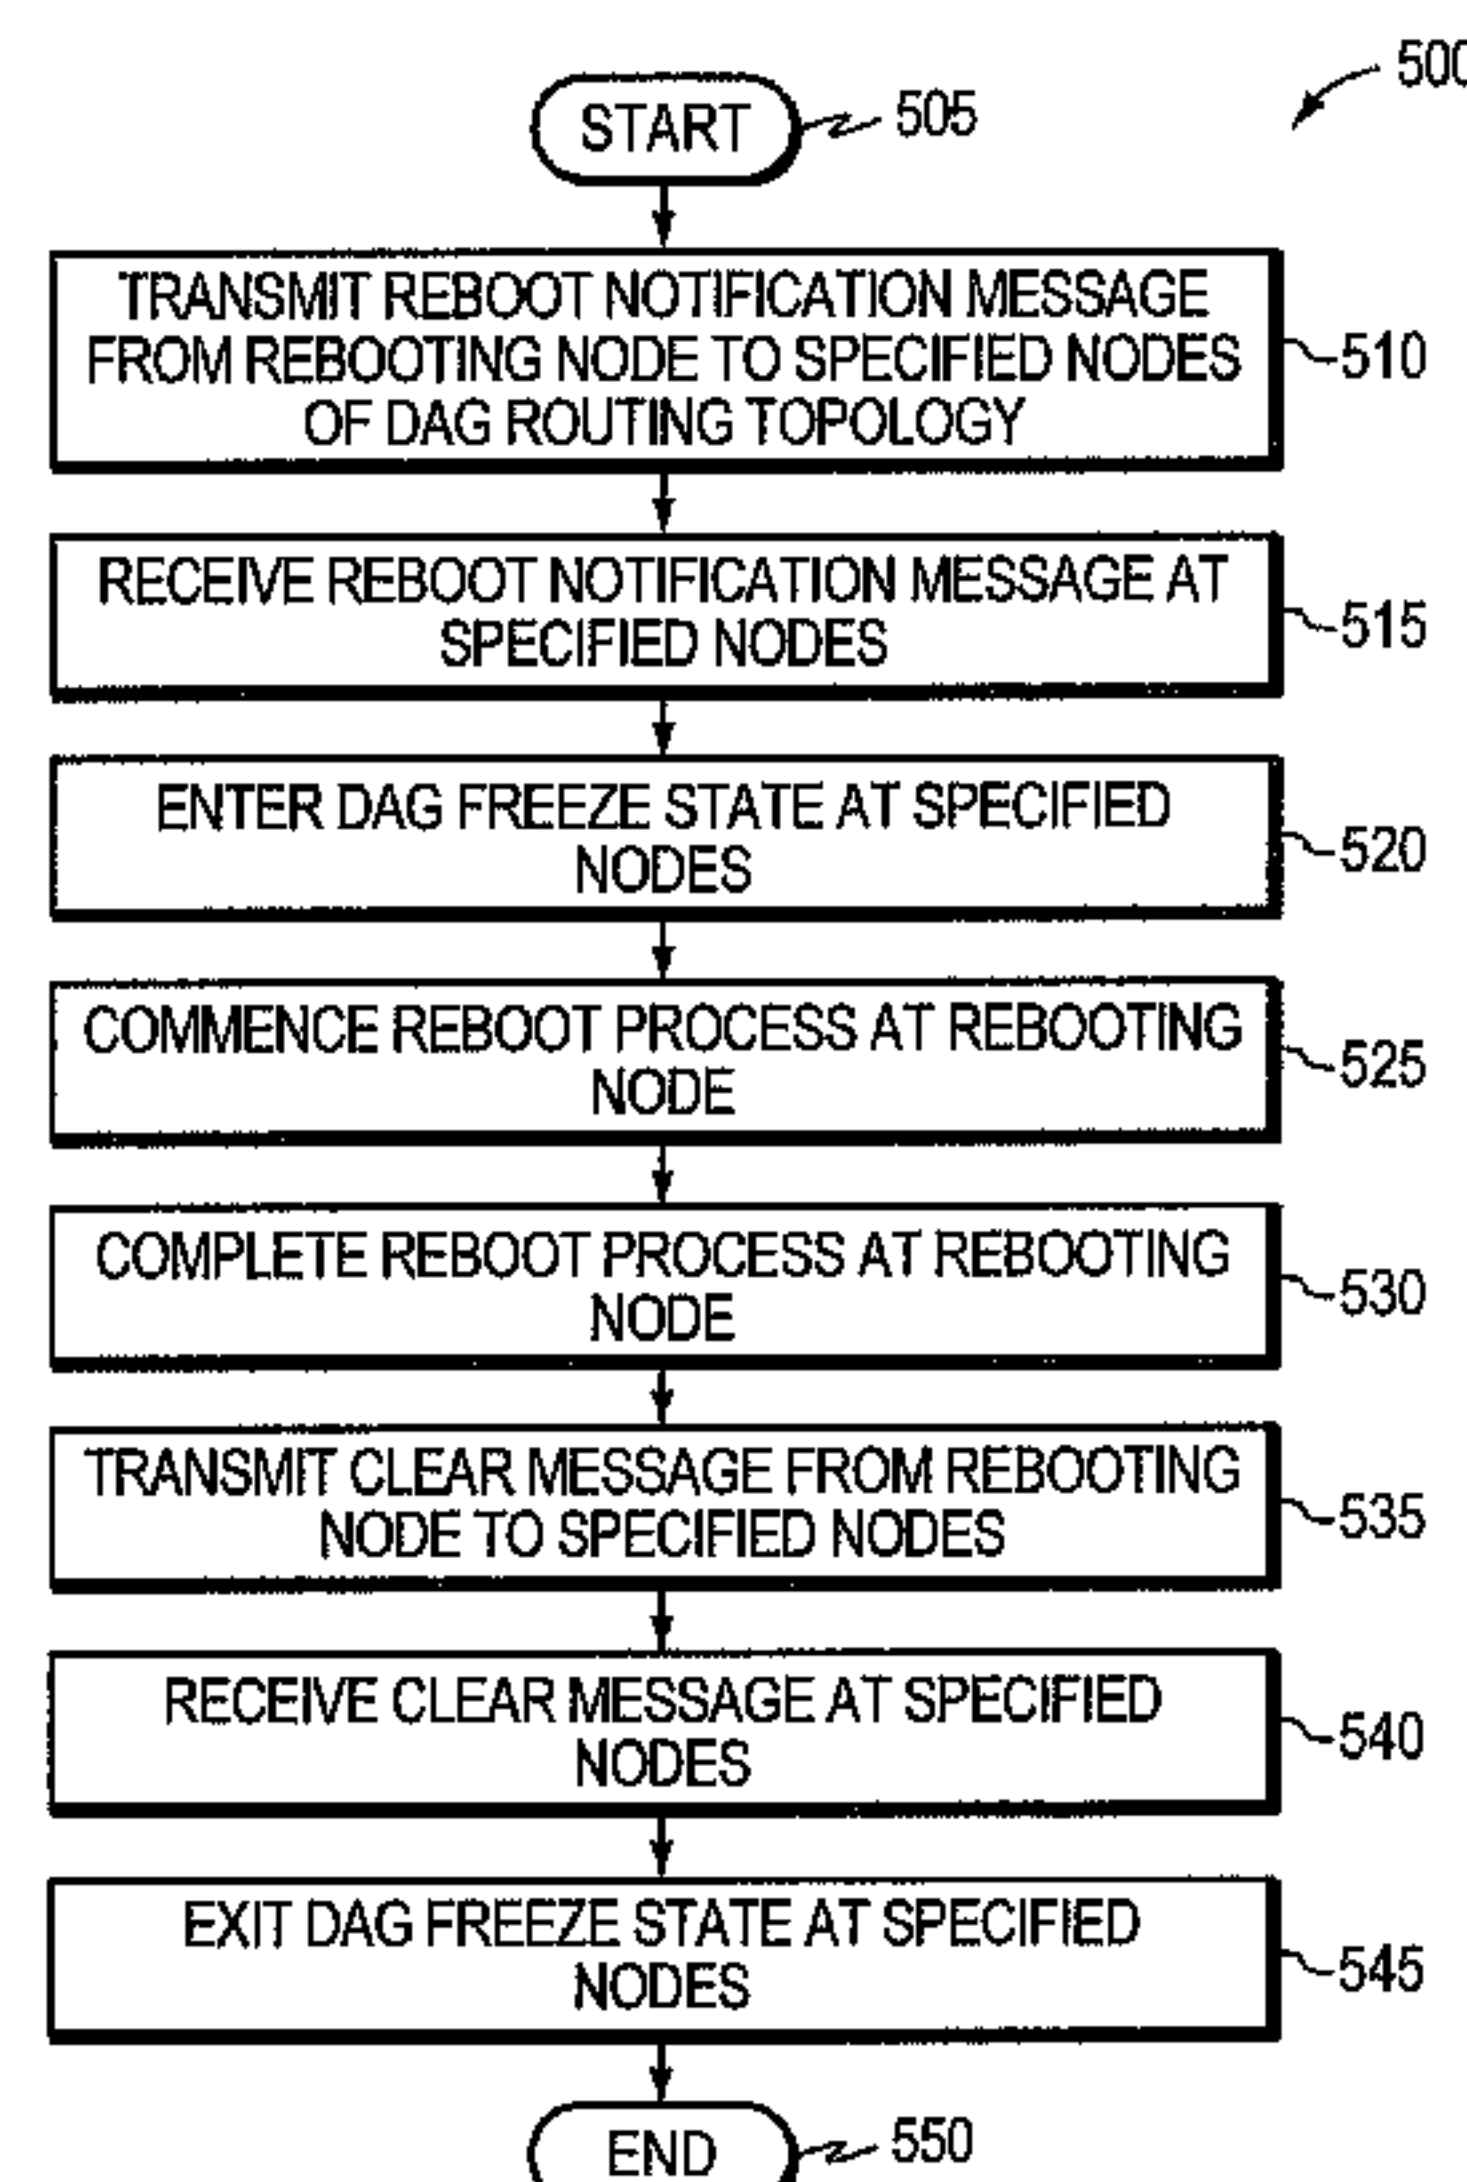 500
START
505
TRANSMIT REBOOT NOTIFICATION MESSAGE
FROM REBOOTING NODE TO SPECIFIED NODES
OF DAG ROUTING TOPOLOGY
510
RECEIVE REBOOT NOTIFICATION MESSAGE AT
SPECIFIED NODES
515
ENTER DAG FREEZE STATE AT SPECIFIED
NODES
520
COMMENCE REBOOT PROCESS AT REBOOTING
NODE
525
COMPLETE REBOOT PROCESS AT REBOOTING
NODE
530
TRANSMIT CLEAR MESSAGE FROM REBOOTING
NODE TO SPECIFIED NODES
535
RECEIVE CLEAR MESSAGE AT SPECIFIED
NODES
540
EXIT DAG FREEZE STATE AT SPECIFIED
NODES
545
END
550